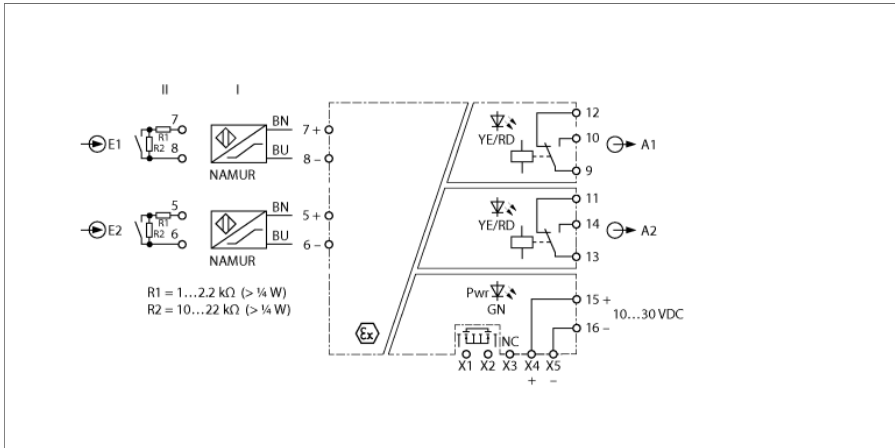 II I
E1 7 R1 R2 8 BN BU 7 + 8 –
NAMUR
E2 5 R1 R2 6 BN BU 5 + 6 –
NAMUR
R1 = 1…2.2 kΩ (> ¼ W)
R2 = 10…22 kΩ (> ¼ W)
Ex
YE/RD 12 10 9 A1
YE/RD 11 14 13 A2
Pwr
GN
15 +
16 –
10…30 VDC
NC
X1 X2 X3 X4 X5
+ –